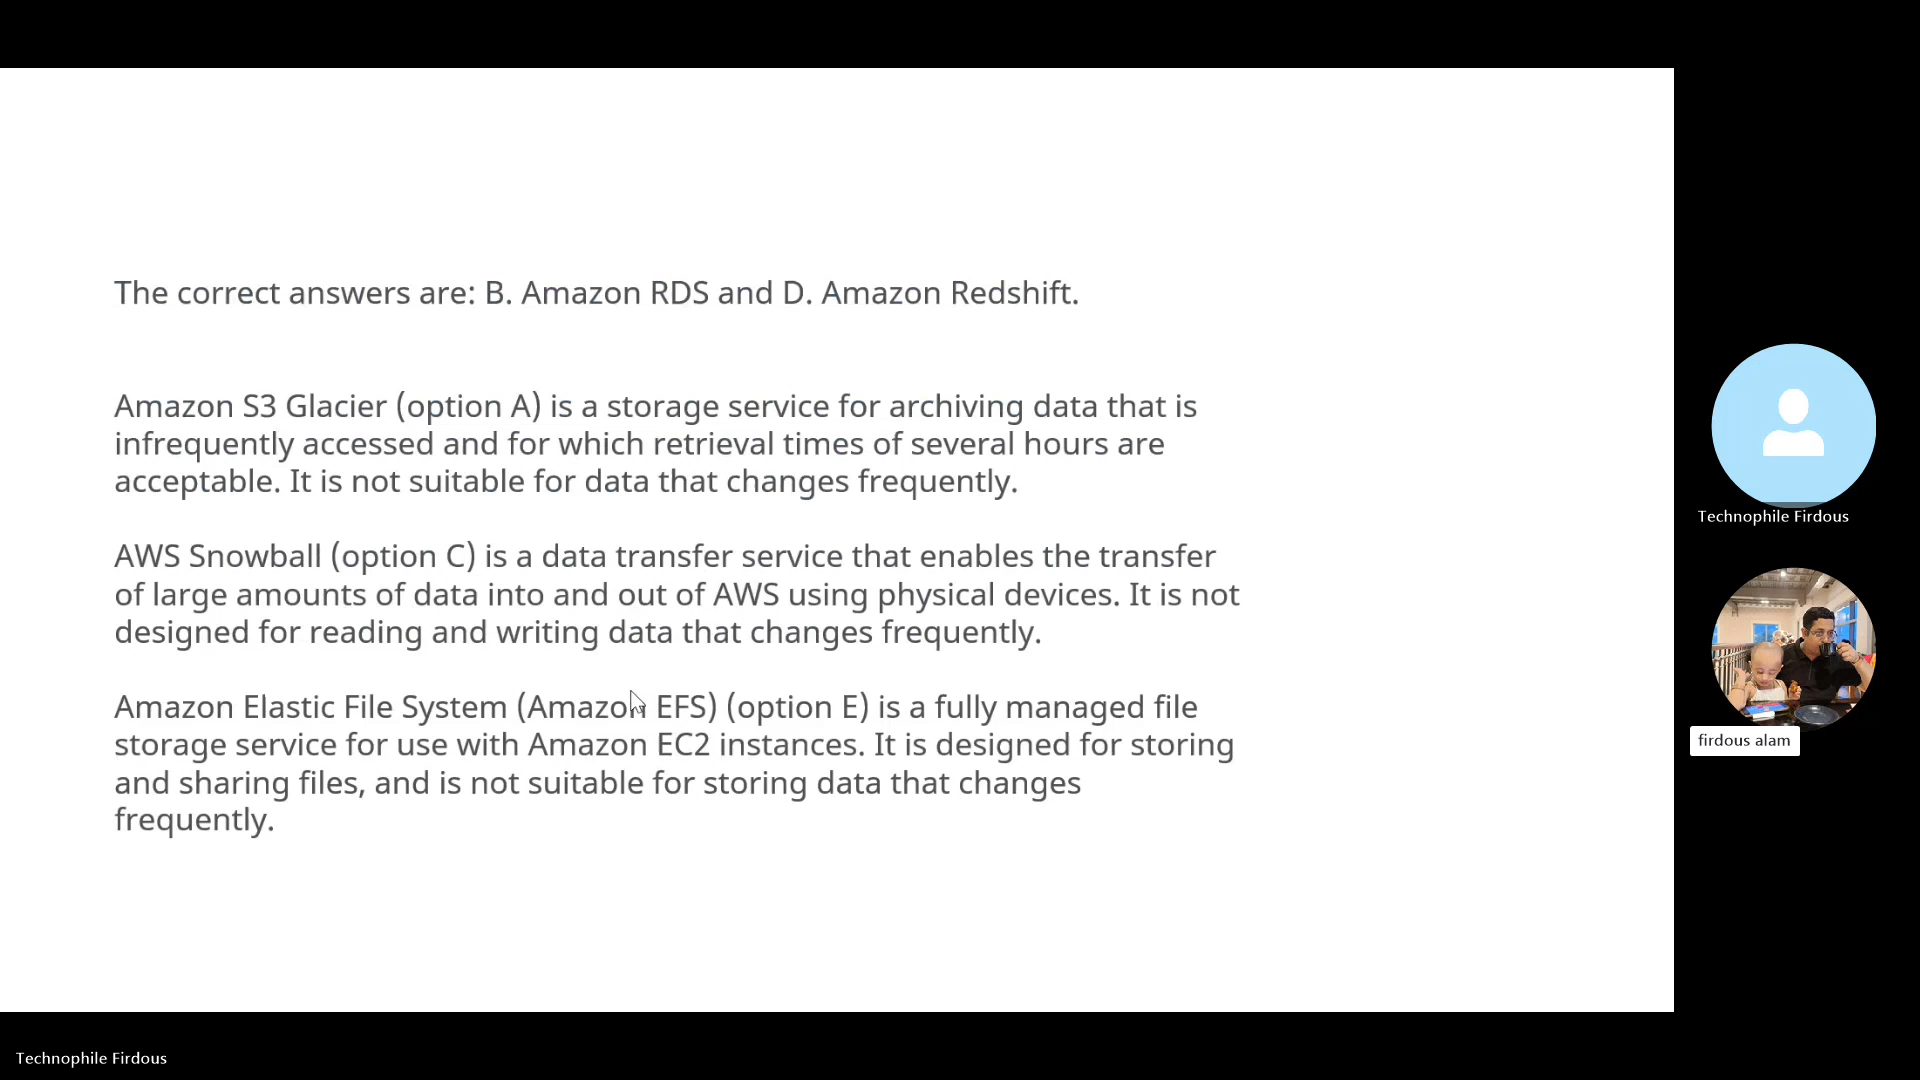 The correct answers are: B. Amazon RDS and D. Amazon Redshift.
Amazon S3 Glacier (option A) is a storage service for archiving data that is
infrequently accessed and for which retrieval times of several hours are
acceptable. It is not suitable for data that changes frequently.
AWS Snowball (option C) is a data transfer service that enables the transfer
of large amounts of data into and out of AWS using physical devices. It is not
designed for reading and writing data that changes frequently.
Amazon Elastic File System (Amazon EFS) (option E) is a fully managed file
storage service for use with Amazon EC2 instances. It is designed for storing
and sharing files, and is not suitable for storing data that changes
frequently.
Technophile Firdous
firdous alam
Technophile Firdous